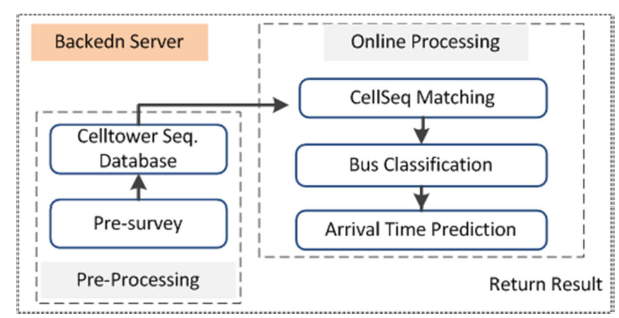 Backedn Server
Online Processing
CellSeq Matching
Celltower Seq.
Database
Bus Classification
Pre-survey
Arrival Time Prediction
Pre-Processing
Return Result